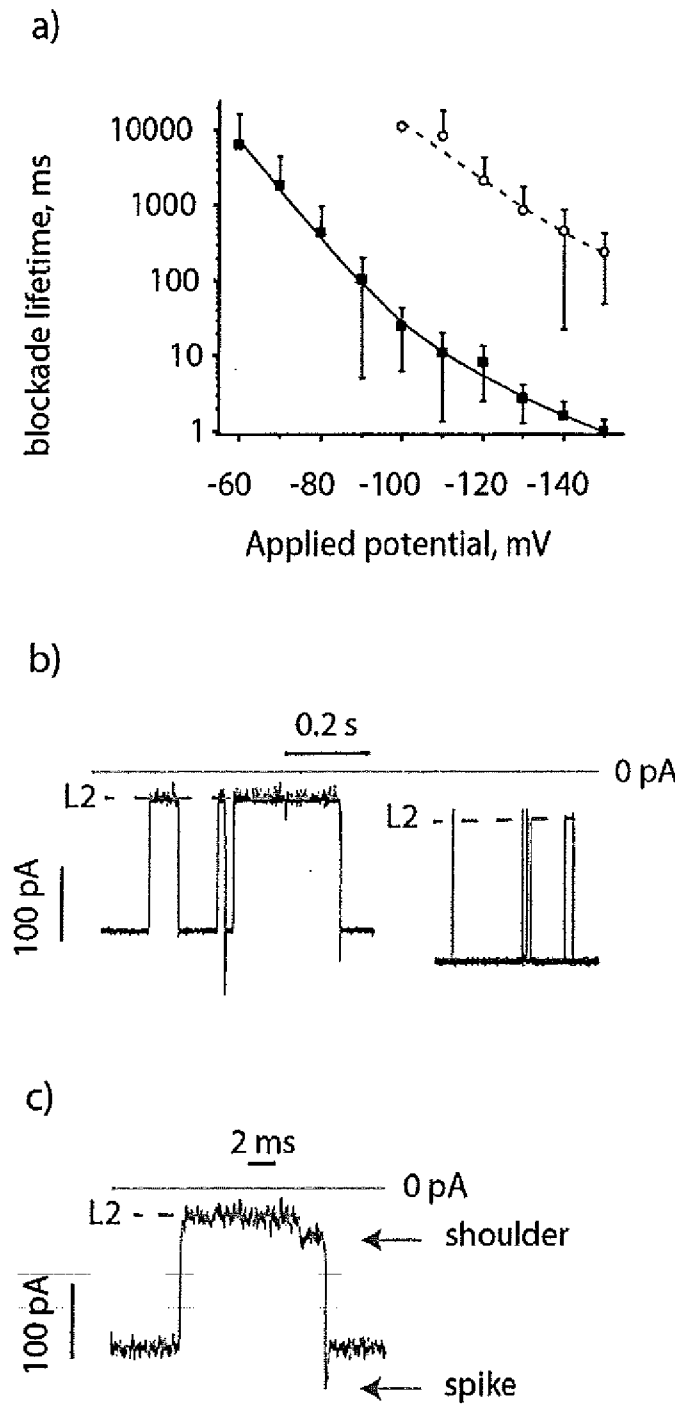 a)
blockade lifetime, ms
10000
1000
100
10
1
-60 -80 -100 -120 -140
Applied potential, mV
b)
0.2 s
0 pA
L2
L2
100 pA
c)
2 ms
0 pA
L2
shoulder
100 pA
spike